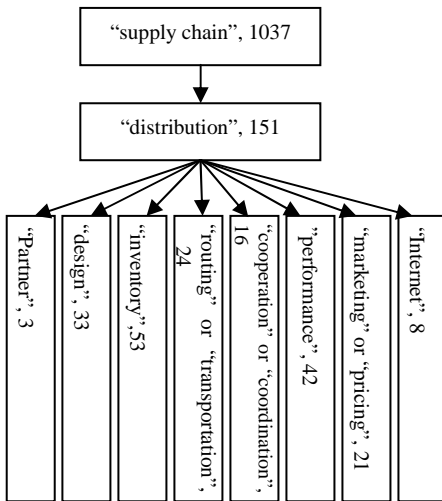 “supply chain”, 1037
“distribution”, 151
“Partner”, 3
“design”, 33
“inventory”,53
“routing” or “transportation”,
24
“cooperation” or “coordination”,
16
“performance”, 42
“marketing” or “pricing”, 21
“Internet”, 8